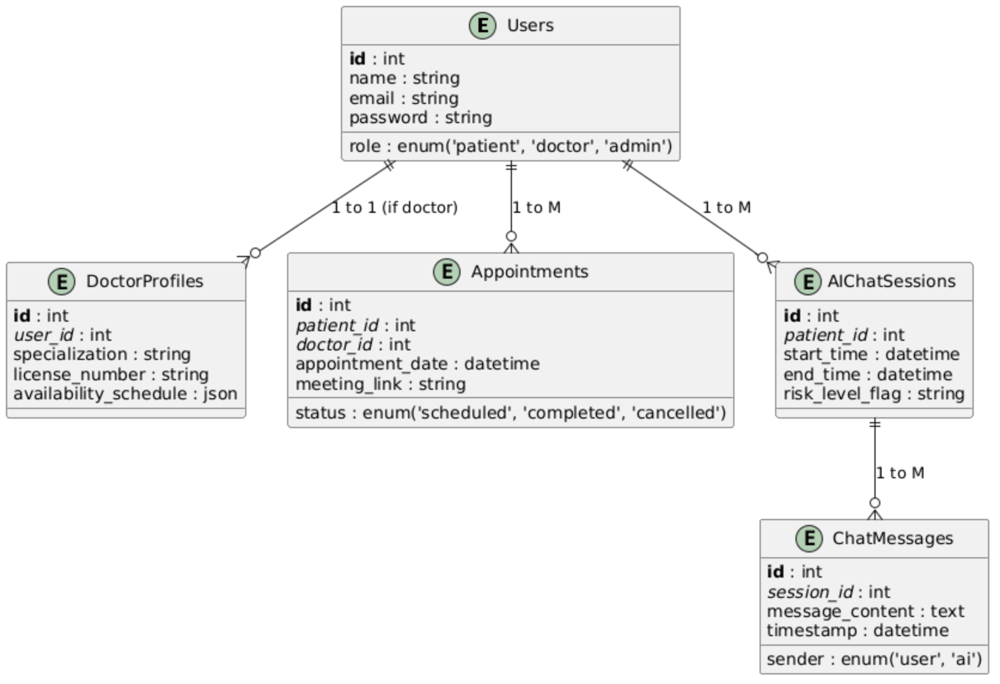 E Users
id : int
name : string
email : string
password : string
role : enum('patient', 'doctor', 'admin')
1 to 1 (if doctor)
1 to M
1 to M
E DoctorProfiles
id : int
user_id : int
specialization : string
license_number : string
availability_schedule : json
E Appointments
id : int
patient_id : int
doctor_id : int
appointment_date : datetime
meeting_link : string
status : enum('scheduled', 'completed', 'cancelled')
E AIChatSessions
id : int
patient_id : int
start_time : datetime
end_time : datetime
risk_level_flag : string
1 to M
E ChatMessages
id : int
session_id : int
message_content : text
timestamp : datetime
sender : enum('user', 'ai')